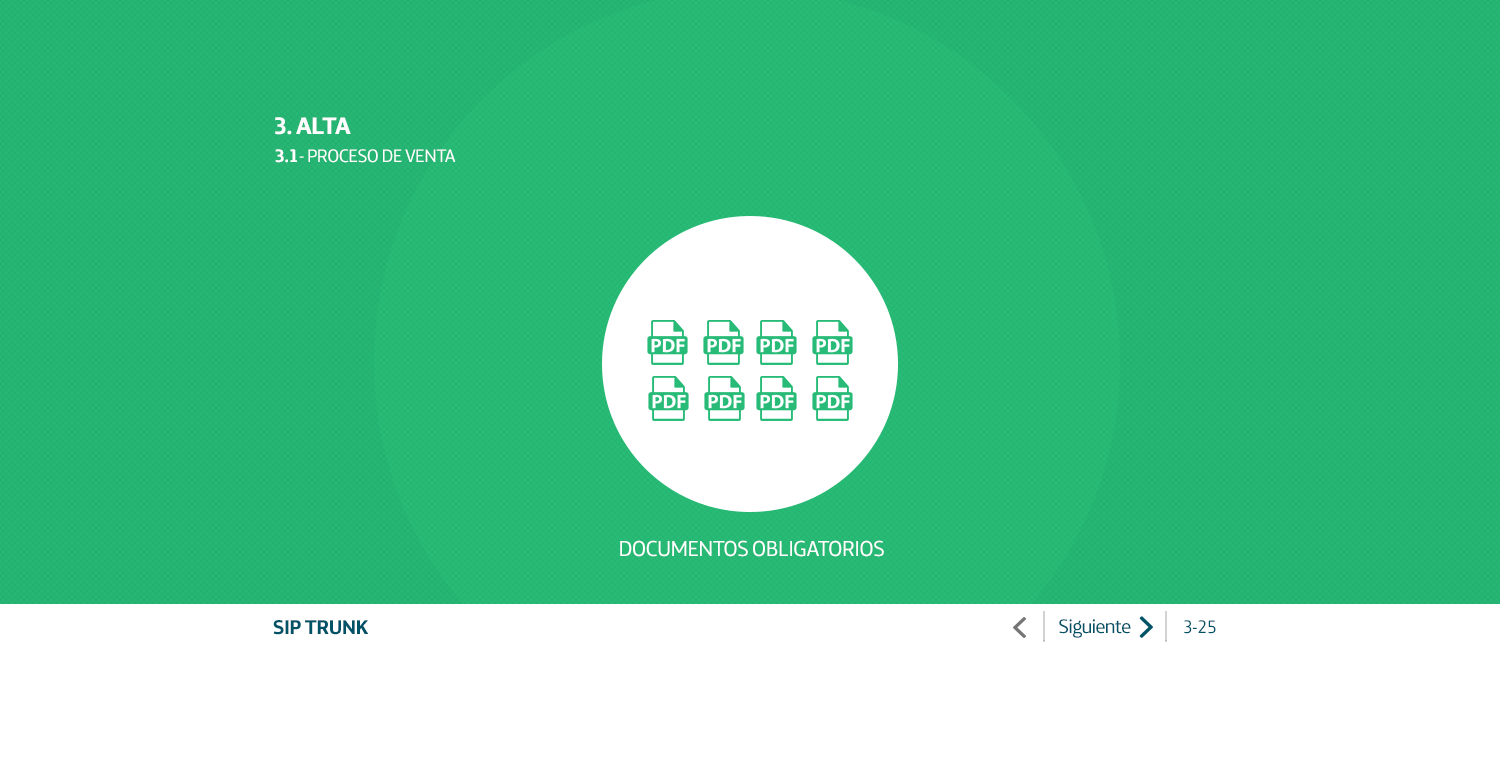 3. ALTA
3.1- PROCESO DE VENTA
PDF PDF PDF PDF
PDF PDF PDF PDF
DOCUMENTOS OBLIGATORIOS
SIP TRUNK
Siguiente
3-25